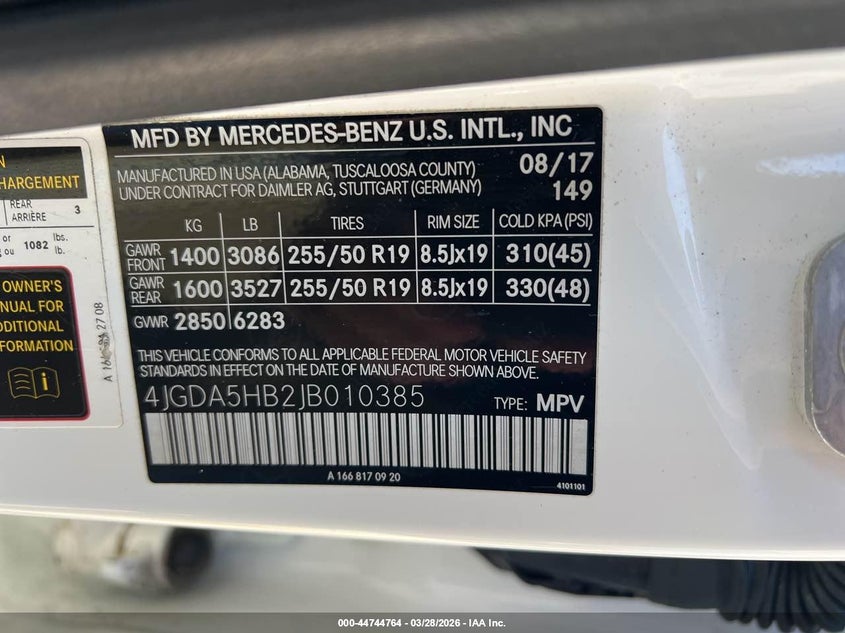 MFD BY MERCEDES-BENZ U.S. INTL., INC
MANUFACTURED IN USA (ALABAMA, TUSCALOOSA COUNTY) 08/17
UNDER CONTRACT FOR DAIMLER AG, STUTTGART (GERMANY) 149
KG LB TIRES RIM SIZE COLD KPA (PSI)
GAWR FRONT 1400 3086 255/50 R19 8.5Jx19 310(45)
GAWR REAR 1600 3527 255/50 R19 8.5Jx19 330(48)
GVWR 2850 6283
THIS VEHICLE CONFORMS TO ALL APPLICABLE FEDERAL MOTOR VEHICLE SAFETY
STANDARDS IN EFFECT ON THE DATE OF MANUFACTURE SHOWN ABOVE.
4JGDA5HB2JB010385 TYPE: MPV
A 166 817 09 20 4101101
HARGEMENT
REAR
ARRIÈRE 3
or
ou 1082 lbs.
lb.
OWNER'S
NUAL FOR
DDITIONAL
FORMATION
000-44744764 - 03/28/2026 - IAA Inc.